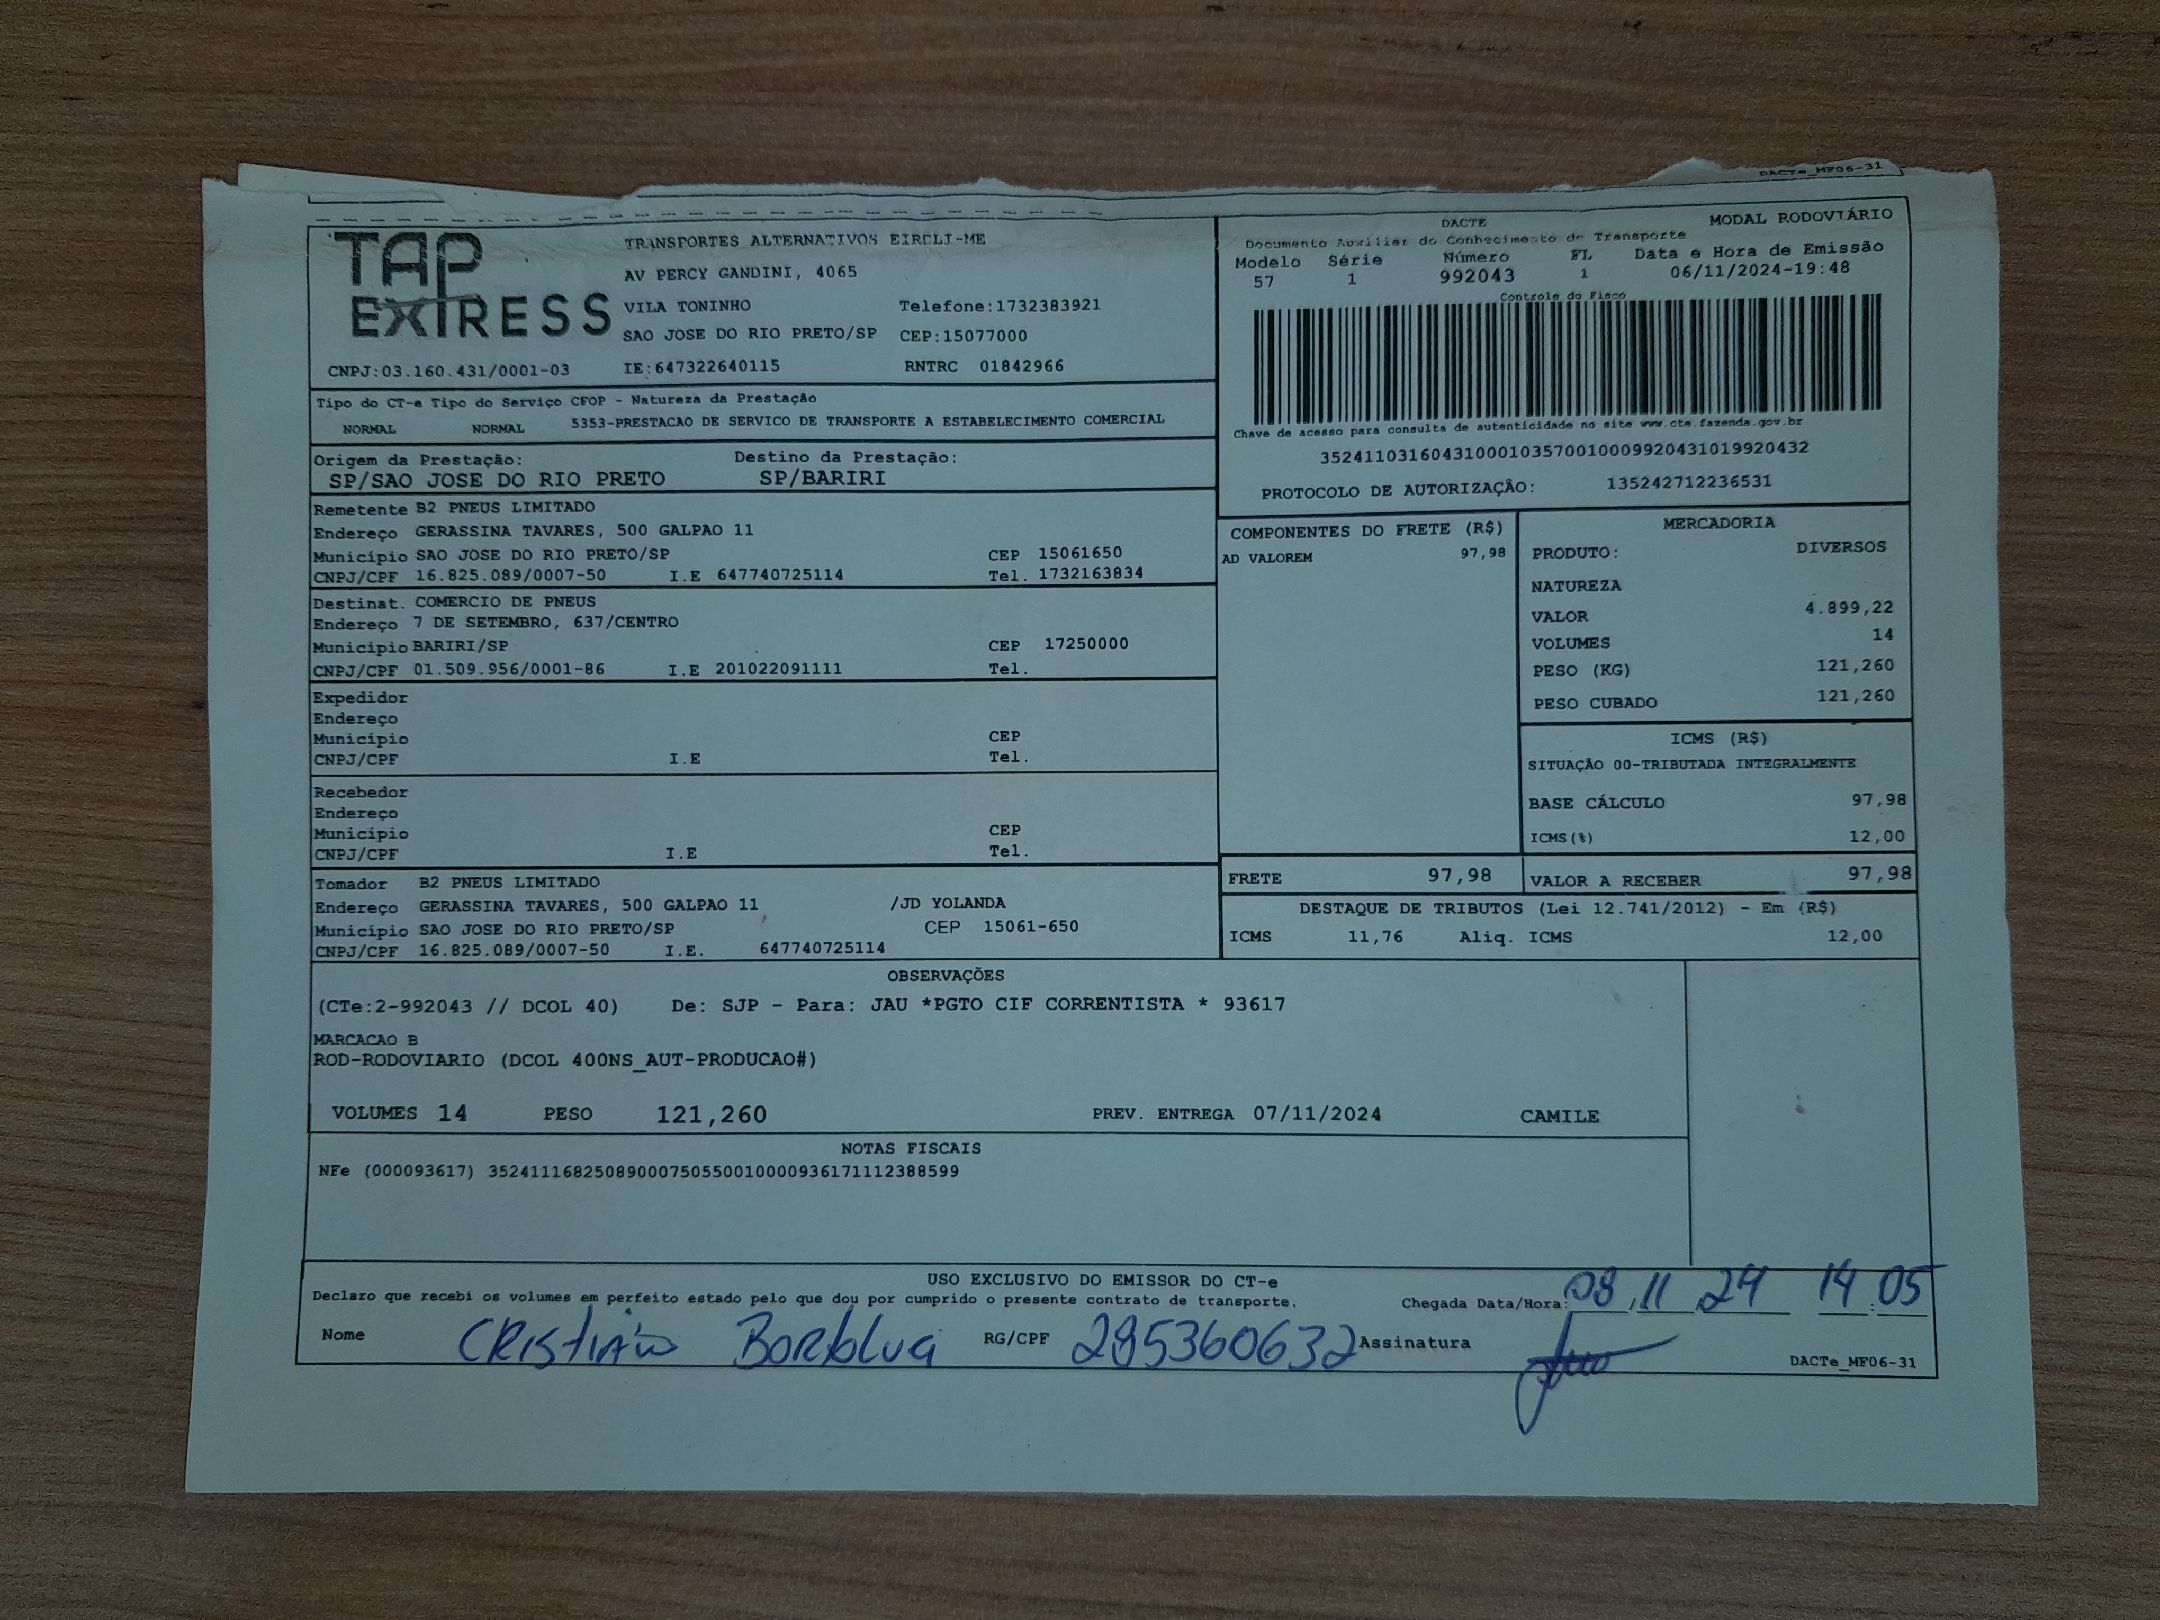 DACTe_MF06-31
TAP
EXPRESS
TRANSPORTES ALTERNATIVOS EIRELI-ME
AV PERCY GANDINI, 4065
VILA TONINHO Telefone:1732383921
SAO JOSE DO RIO PRETO/SP CEP:15077000
CNPJ:03.160.431/0001-03 IE:647322640115 RNTRC 01842966
DACTE MODAL RODOVIÁRIO
Documento Auxiliar do Conhecimento de Transporte
Modelo Série Número FL Data e Hora de Emissão
57 1 992043 1 06/11/2024-19:48
Controle do Fisco
Chave de acesso para consulta de autenticidade no site www.cte.fazenda.gov.br
35241103160431000103570010009920431019920432
PROTOCOLO DE AUTORIZAÇÃO: 135242712236531
Tipo do CT-e Tipo do Serviço CFOP - Natureza da Prestação
NORMAL NORMAL 5353-PRESTACAO DE SERVICO DE TRANSPORTE A ESTABELECIMENTO COMERCIAL
Origem da Prestação: Destino da Prestação:
SP/SAO JOSE DO RIO PRETO SP/BARIRI
Remetente B2 PNEUS LIMITADO
Endereço GERASSINA TAVARES, 500 GALPAO 11
Município SAO JOSE DO RIO PRETO/SP CEP 15061650
CNPJ/CPF 16.825.089/0007-50 I.E 647740725114 Tel. 1732163834
Destinat. COMERCIO DE PNEUS
Endereço 7 DE SETEMBRO, 637/CENTRO
Município BARIRI/SP CEP 17250000
CNPJ/CPF 01.509.956/0001-86 I.E 201022091111 Tel.
Expedidor
Endereço
Município CEP
CNPJ/CPF I.E Tel.
Recebedor
Endereço
Município CEP
CNPJ/CPF I.E Tel.
Tomador B2 PNEUS LIMITADO
Endereço GERASSINA TAVARES, 500 GALPAO 11 /JD YOLANDA
Município SAO JOSE DO RIO PRETO/SP CEP 15061-650
CNPJ/CPF 16.825.089/0007-50 I.E. 647740725114
COMPONENTES DO FRETE (R$)
AD VALOREM 97,98
MERCADORIA
PRODUTO: DIVERSOS
NATUREZA
VALOR 4.899,22
VOLUMES 14
PESO (KG) 121,260
PESO CUBADO 121,260
ICMS (R$)
SITUAÇÃO 00-TRIBUTADA INTEGRALMENTE
BASE CÁLCULO 97,98
ICMS(%) 12,00
FRETE 97,98 VALOR A RECEBER 97,98
DESTAQUE DE TRIBUTOS (Lei 12.741/2012) - Em (R$)
ICMS 11,76 Aliq. ICMS 12,00
OBSERVAÇÕES
(CTe:2-992043 // DCOL 40) De: SJP - Para: JAU *PGTO CIF CORRENTISTA * 93617
MARCACAO B
ROD-RODOVIARIO (DCOL 400NS_AUT-PRODUCAO#)
VOLUMES 14 PESO 121,260 PREV. ENTREGA 07/11/2024 CAMILE
NOTAS FISCAIS
NFe (000093617) 35241116825089000750550010000936171112388599
USO EXCLUSIVO DO EMISSOR DO CT-e
Declaro que recebi os volumes em perfeito estado pelo que dou por cumprido o presente contrato de transporte. Chegada Data/Hora: 08/11/24 14:05
Nome CRistiAno RG/CPF 285360632 Assinatura
DACTe_MF06-31